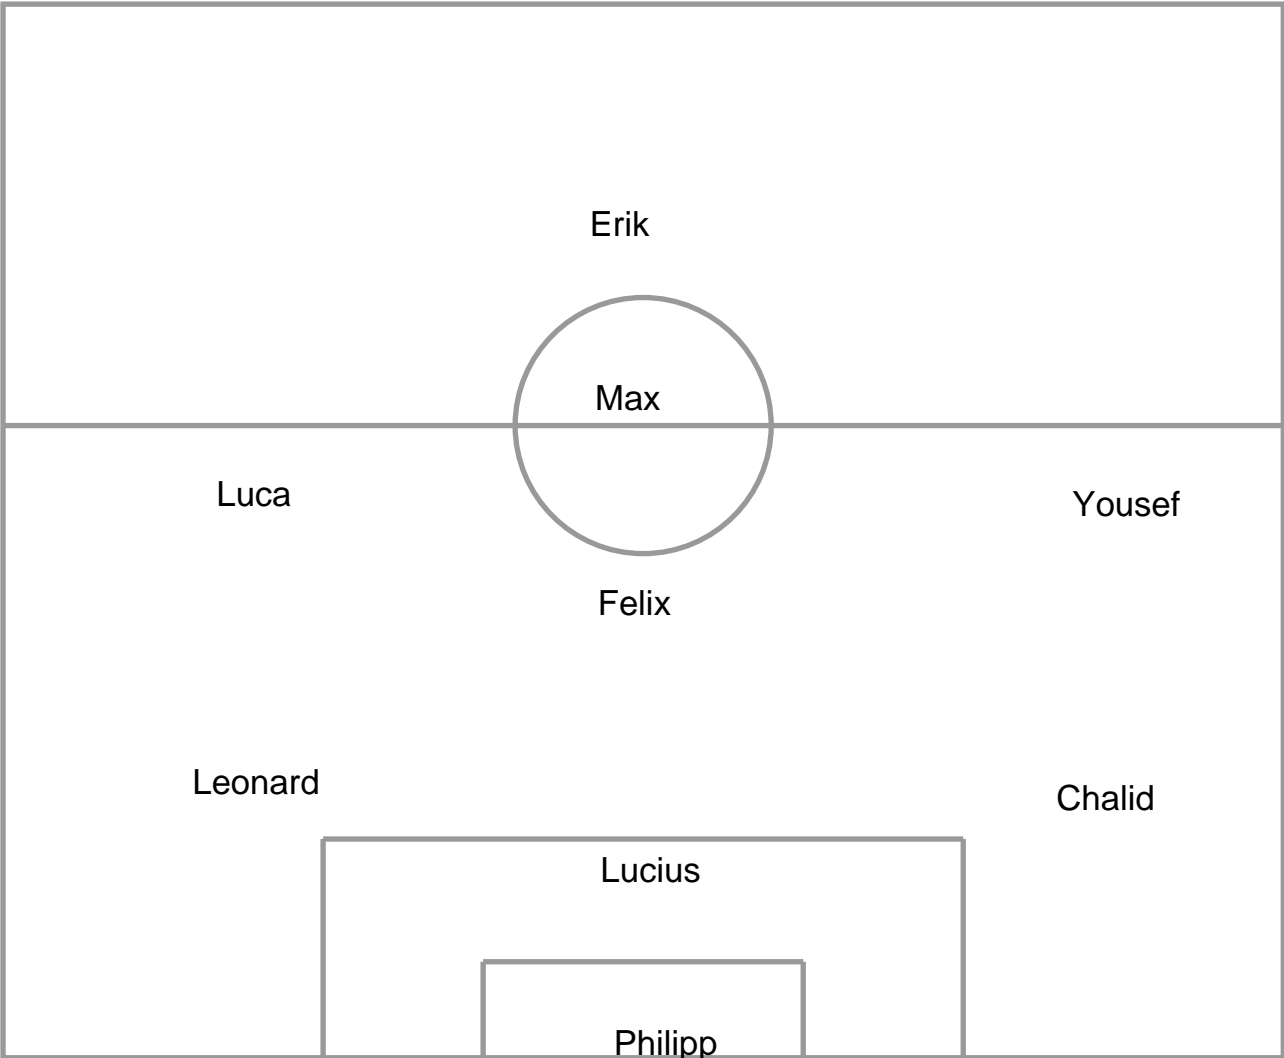 Erik
Max
Luca
Yousef
Felix
Leonard
Chalid
Lucius
Philipp